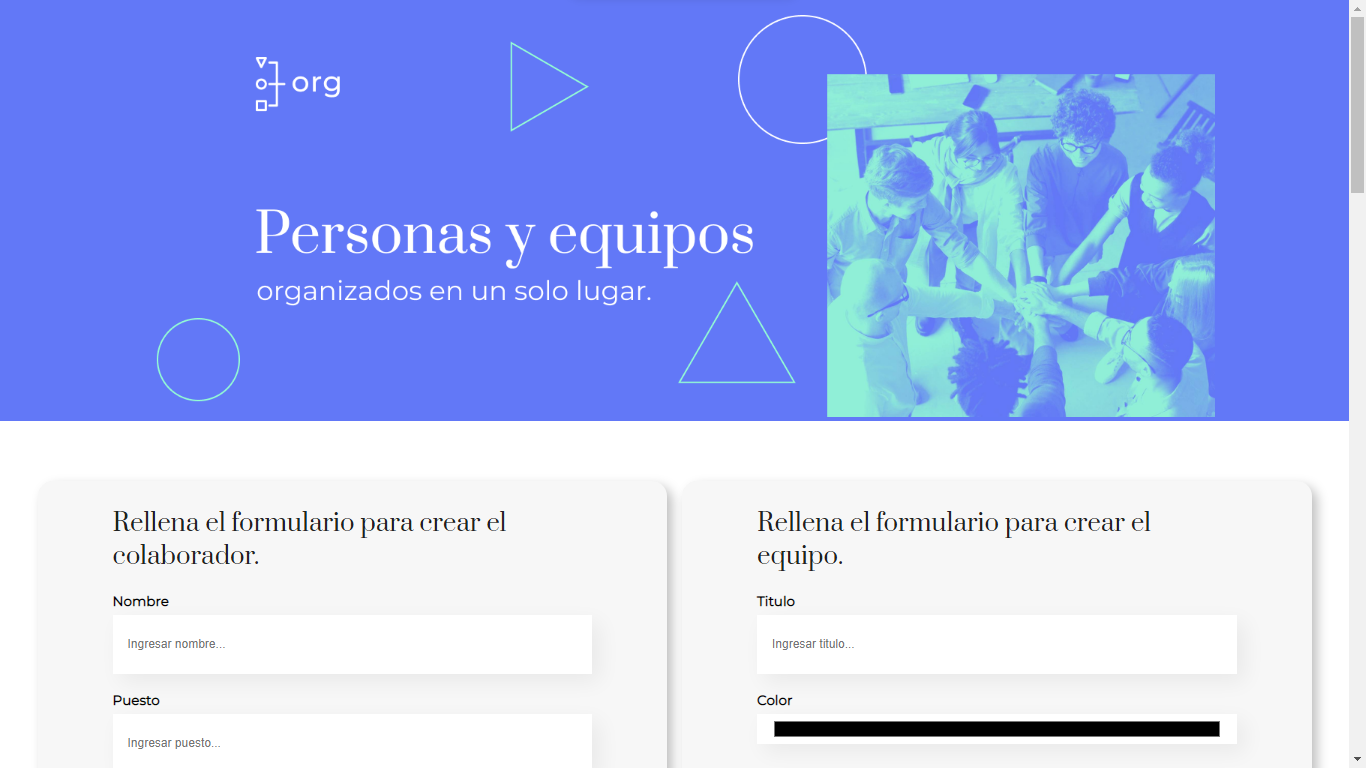 org
Personas y equipos
organizados en un solo lugar.
Rellena el formulario para crear el
colaborador.
Nombre
Ingresar nombre...
Puesto
Ingresar puesto...
Rellena el formulario para crear el
equipo.
Titulo
Ingresar titulo...
Color